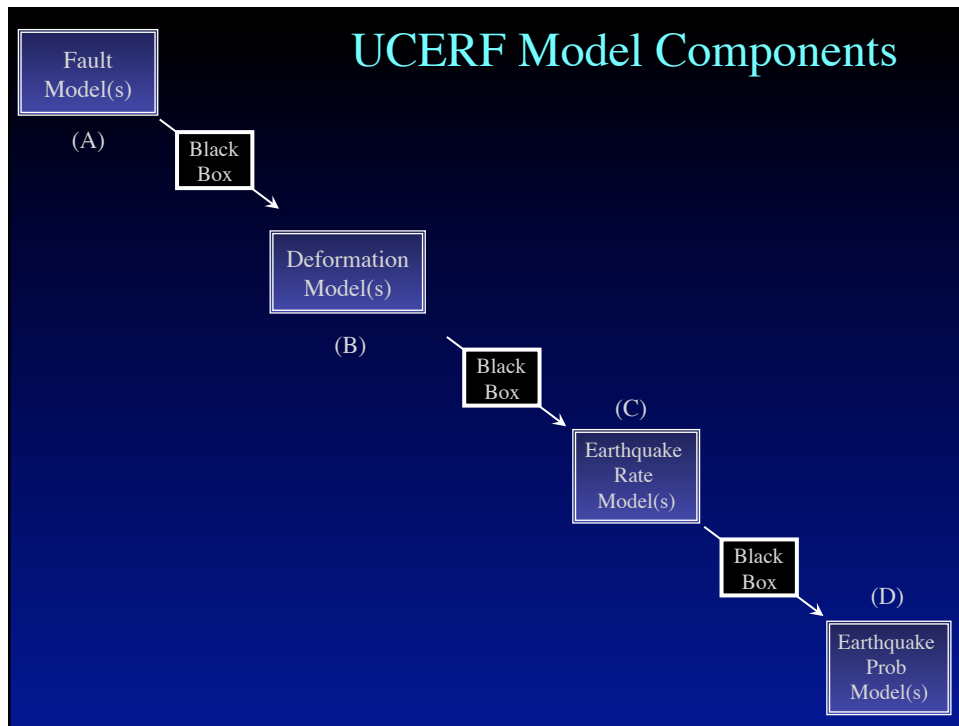 UCERF Model Components
Fault
Model(s)
(A)
Black
Box
Deformation
Model(s)
(B)
Black
Box
(C)
Earthquake
Rate
Model(s)
Black
Box
(D)
Earthquake
Prob
Model(s)